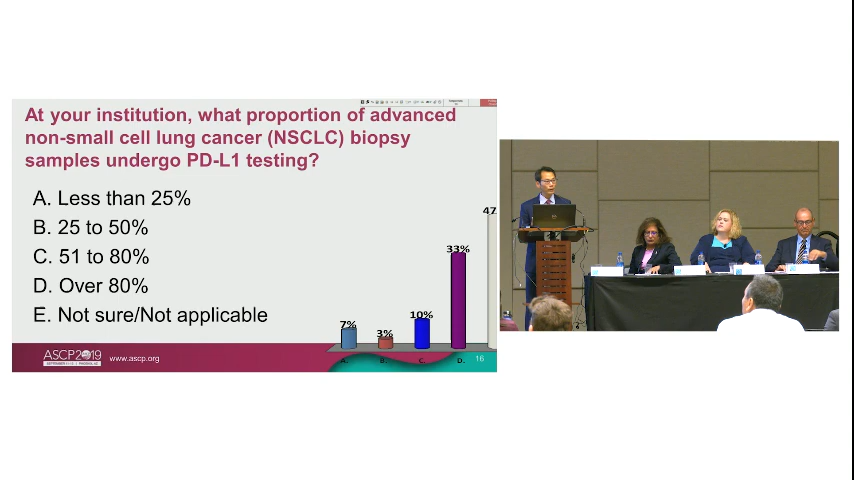 At your institution, what proportion of advanced
non-small cell lung cancer (NSCLC) biopsy
samples undergo PD-L1 testing?
A. Less than 25%
B. 25 to 50%
C. 51 to 80%
D. Over 80%
E. Not sure/Not applicable
7%
3%
10%
33%
47
A.
B.
C.
D.
16
ASCP2019
www.ascp.org